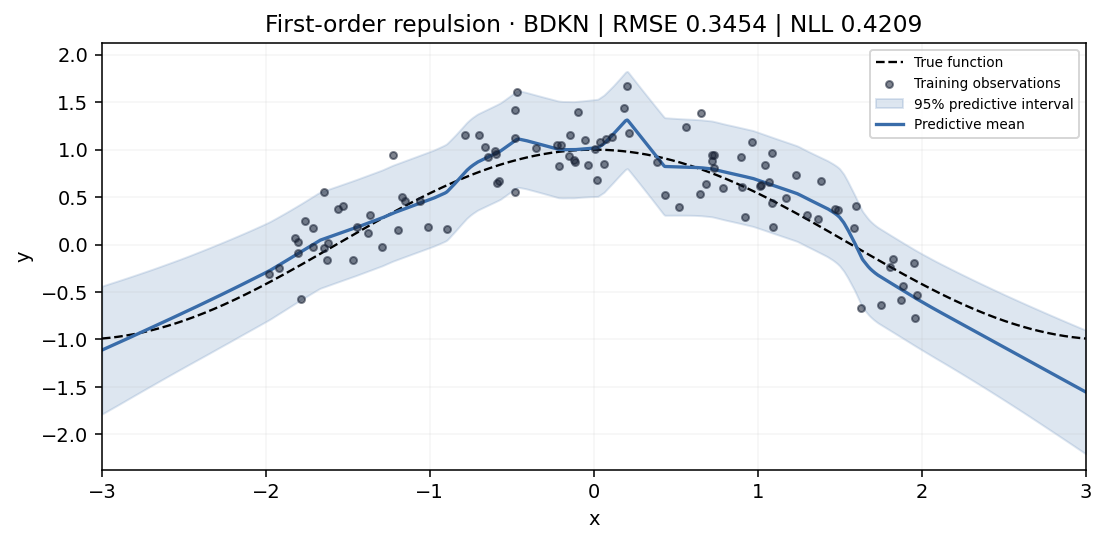 First-order repulsion · BDKN | RMSE 0.3454 | NLL 0.4209
True function
Training observations
95% predictive interval
Predictive mean
2.0
1.5
1.0
0.5
0.0
−0.5
−1.0
−1.5
−2.0
y
−3
−2
−1
0
1
2
3
x